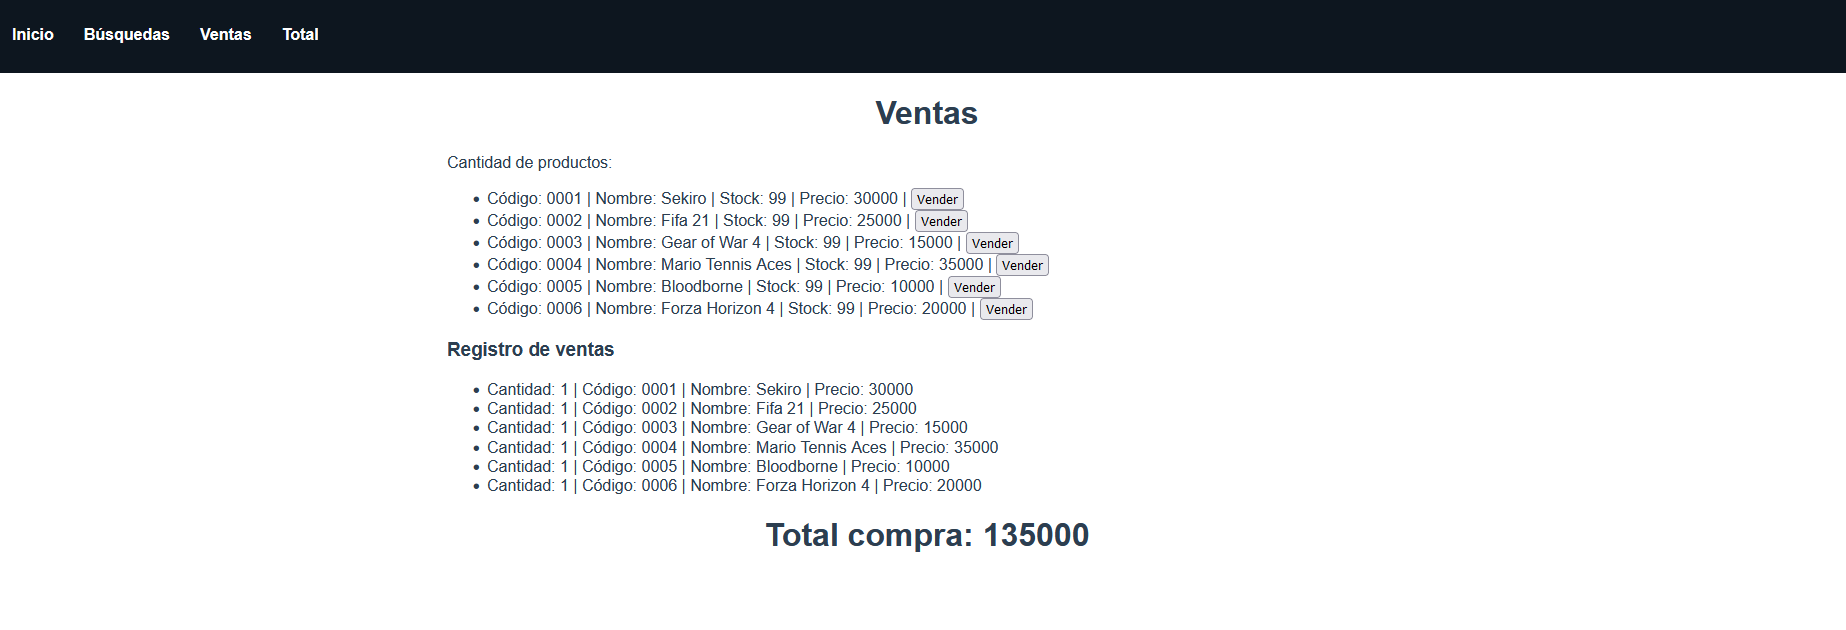 Inicio Búsquedas Ventas Total
Ventas
Cantidad de productos:
• Código: 0001 | Nombre: Sekiro | Stock: 99 | Precio: 30000 | Vender
• Código: 0002 | Nombre: Fifa 21 | Stock: 99 | Precio: 25000 | Vender
• Código: 0003 | Nombre: Gear of War 4 | Stock: 99 | Precio: 15000 | Vender
• Código: 0004 | Nombre: Mario Tennis Aces | Stock: 99 | Precio: 35000 | Vender
• Código: 0005 | Nombre: Bloodborne | Stock: 99 | Precio: 10000 | Vender
• Código: 0006 | Nombre: Forza Horizon 4 | Stock: 99 | Precio: 20000 | Vender
Registro de ventas
• Cantidad: 1 | Código: 0001 | Nombre: Sekiro | Precio: 30000
• Cantidad: 1 | Código: 0002 | Nombre: Fifa 21 | Precio: 25000
• Cantidad: 1 | Código: 0003 | Nombre: Gear of War 4 | Precio: 15000
• Cantidad: 1 | Código: 0004 | Nombre: Mario Tennis Aces | Precio: 35000
• Cantidad: 1 | Código: 0005 | Nombre: Bloodborne | Precio: 10000
• Cantidad: 1 | Código: 0006 | Nombre: Forza Horizon 4 | Precio: 20000
Total compra: 135000